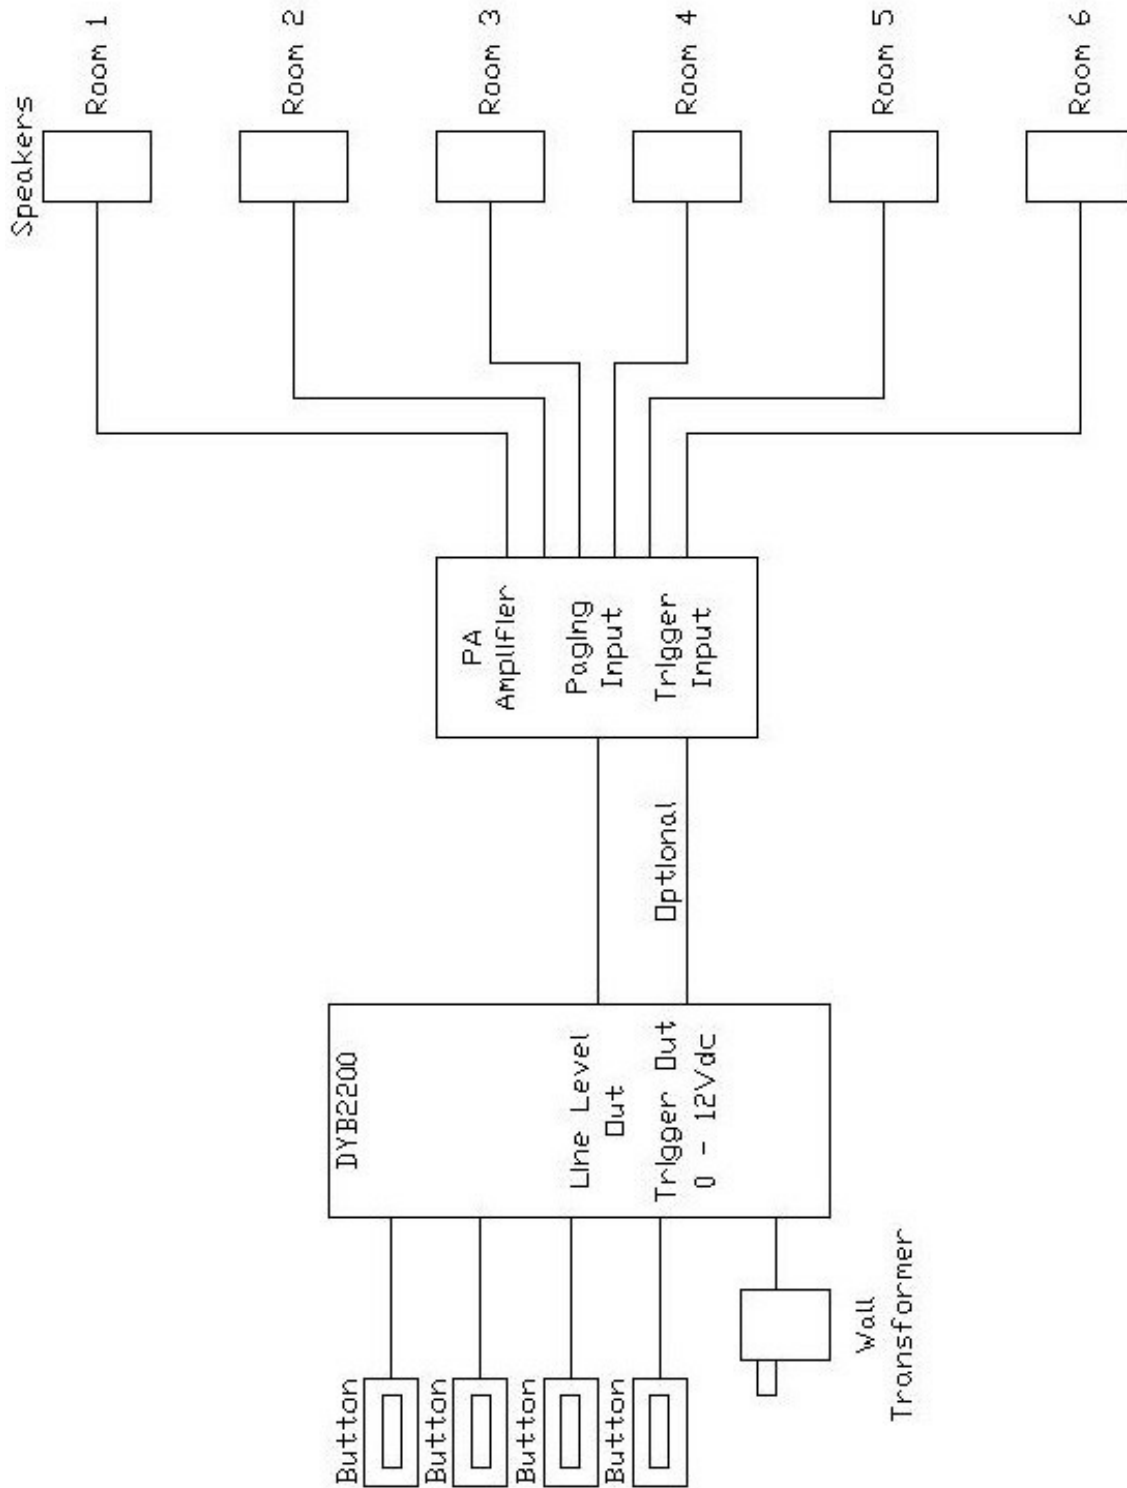 Speakers
Room 1
Room 2
Room 3
Room 4
Room 5
Room 6
PA
Amplifier
Paging
Input
Trigger
Input
Optional
DYB2200
Line Level
Out
Trigger Out
0 - 12Vdc
Button
Button
Button
Button
Wall
Transformer